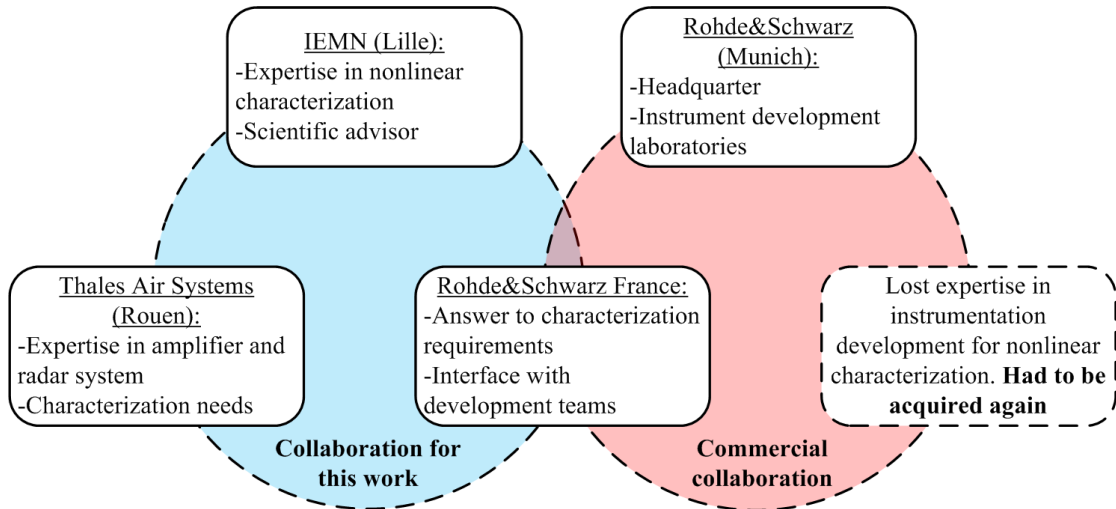 IEMN (Lille):
-Expertise in nonlinear
characterization
-Scientific advisor
Rohde&Schwarz
(Munich):
-Headquarter
-Instrument development
laboratories
Thales Air Systems
(Rouen):
-Expertise in amplifier and
radar system
-Characterization needs
Rohde&Schwarz France:
-Answer to characterization
requirements
-Interface with
development teams
Lost expertise in
instrumentation
development for nonlinear
characterization. Had to be
acquired again
Collaboration for
this work
Commercial
collaboration